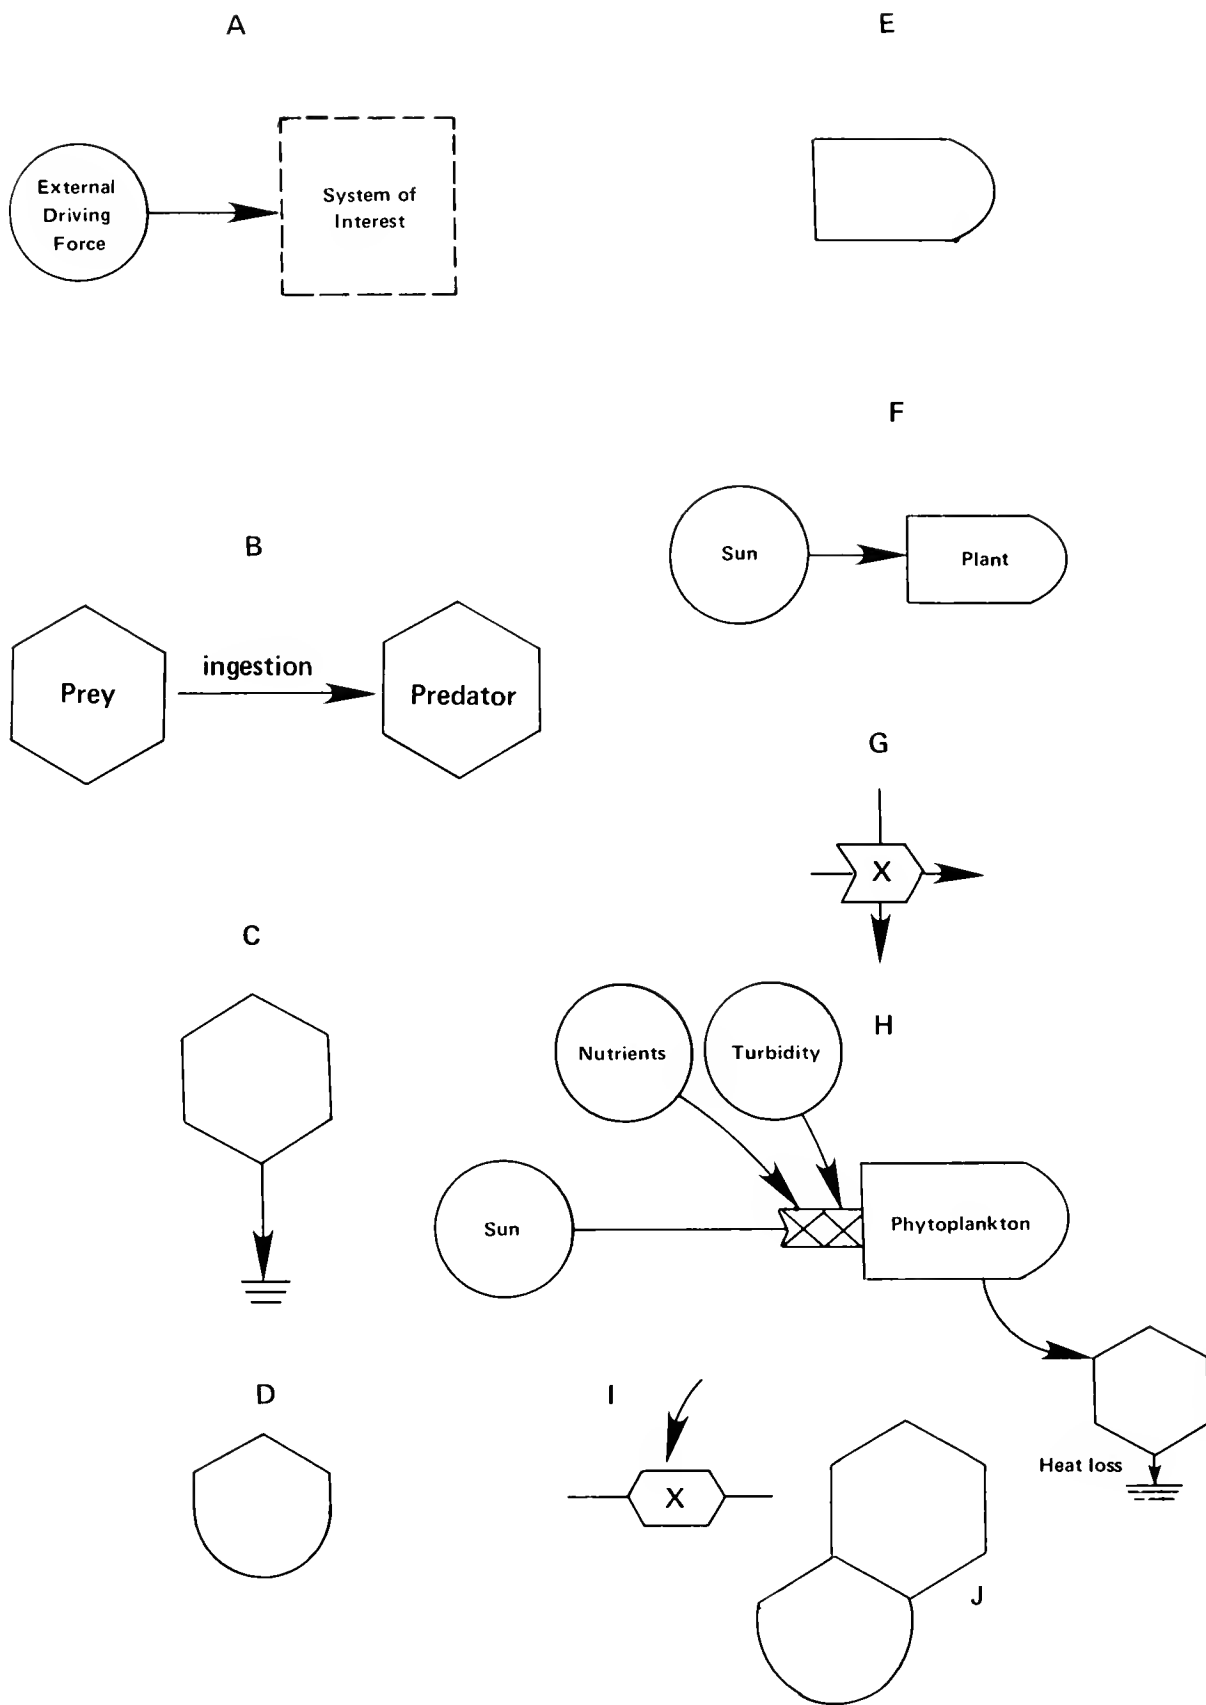 A
External
Driving
Force
System of
Interest
B
Prey
ingestion
Predator
C
D
E
F
Sun
Plant
G
X
H
Nutrients
Turbidity
Sun
Phytoplankton
Heat loss
I
X
J